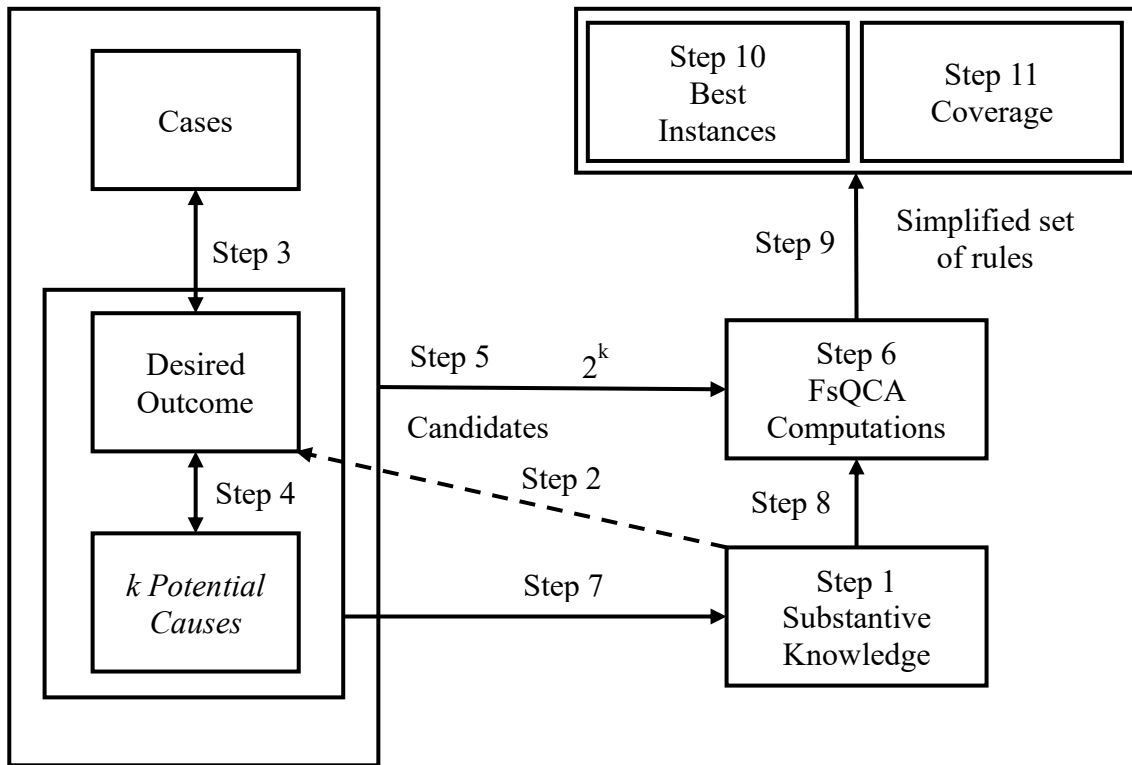 Cases
Step 3
Desired
Outcome
Step 4
k Potential
Causes
Step 10
Best
Instances
Step 11
Coverage
Step 9
Simplified set
of rules
Step 5 2^k
Candidates
Step 6
FsQCA
Computations
Step 2
Step 8
Step 7
Step 1
Substantive
Knowledge